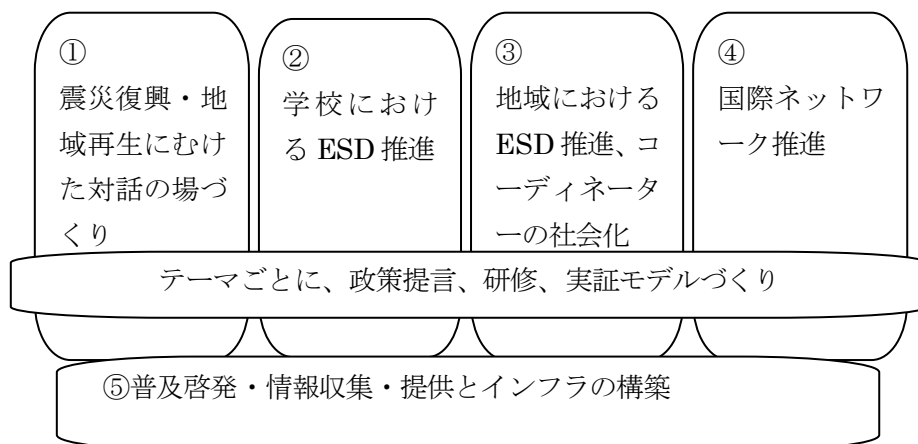 ①
震災復興・地
域再生にむけ
た対話の場づ
くり
②
学校におけ
る ESD 推進
③
地域における
ESD 推進、コ
ーディネータ
ーの社会化
④
国際ネットワ
ーク推進
テーマごとに、政策提言、研修、実証モデルづくり
⑤普及啓発・情報収集・提供とインフラの構築